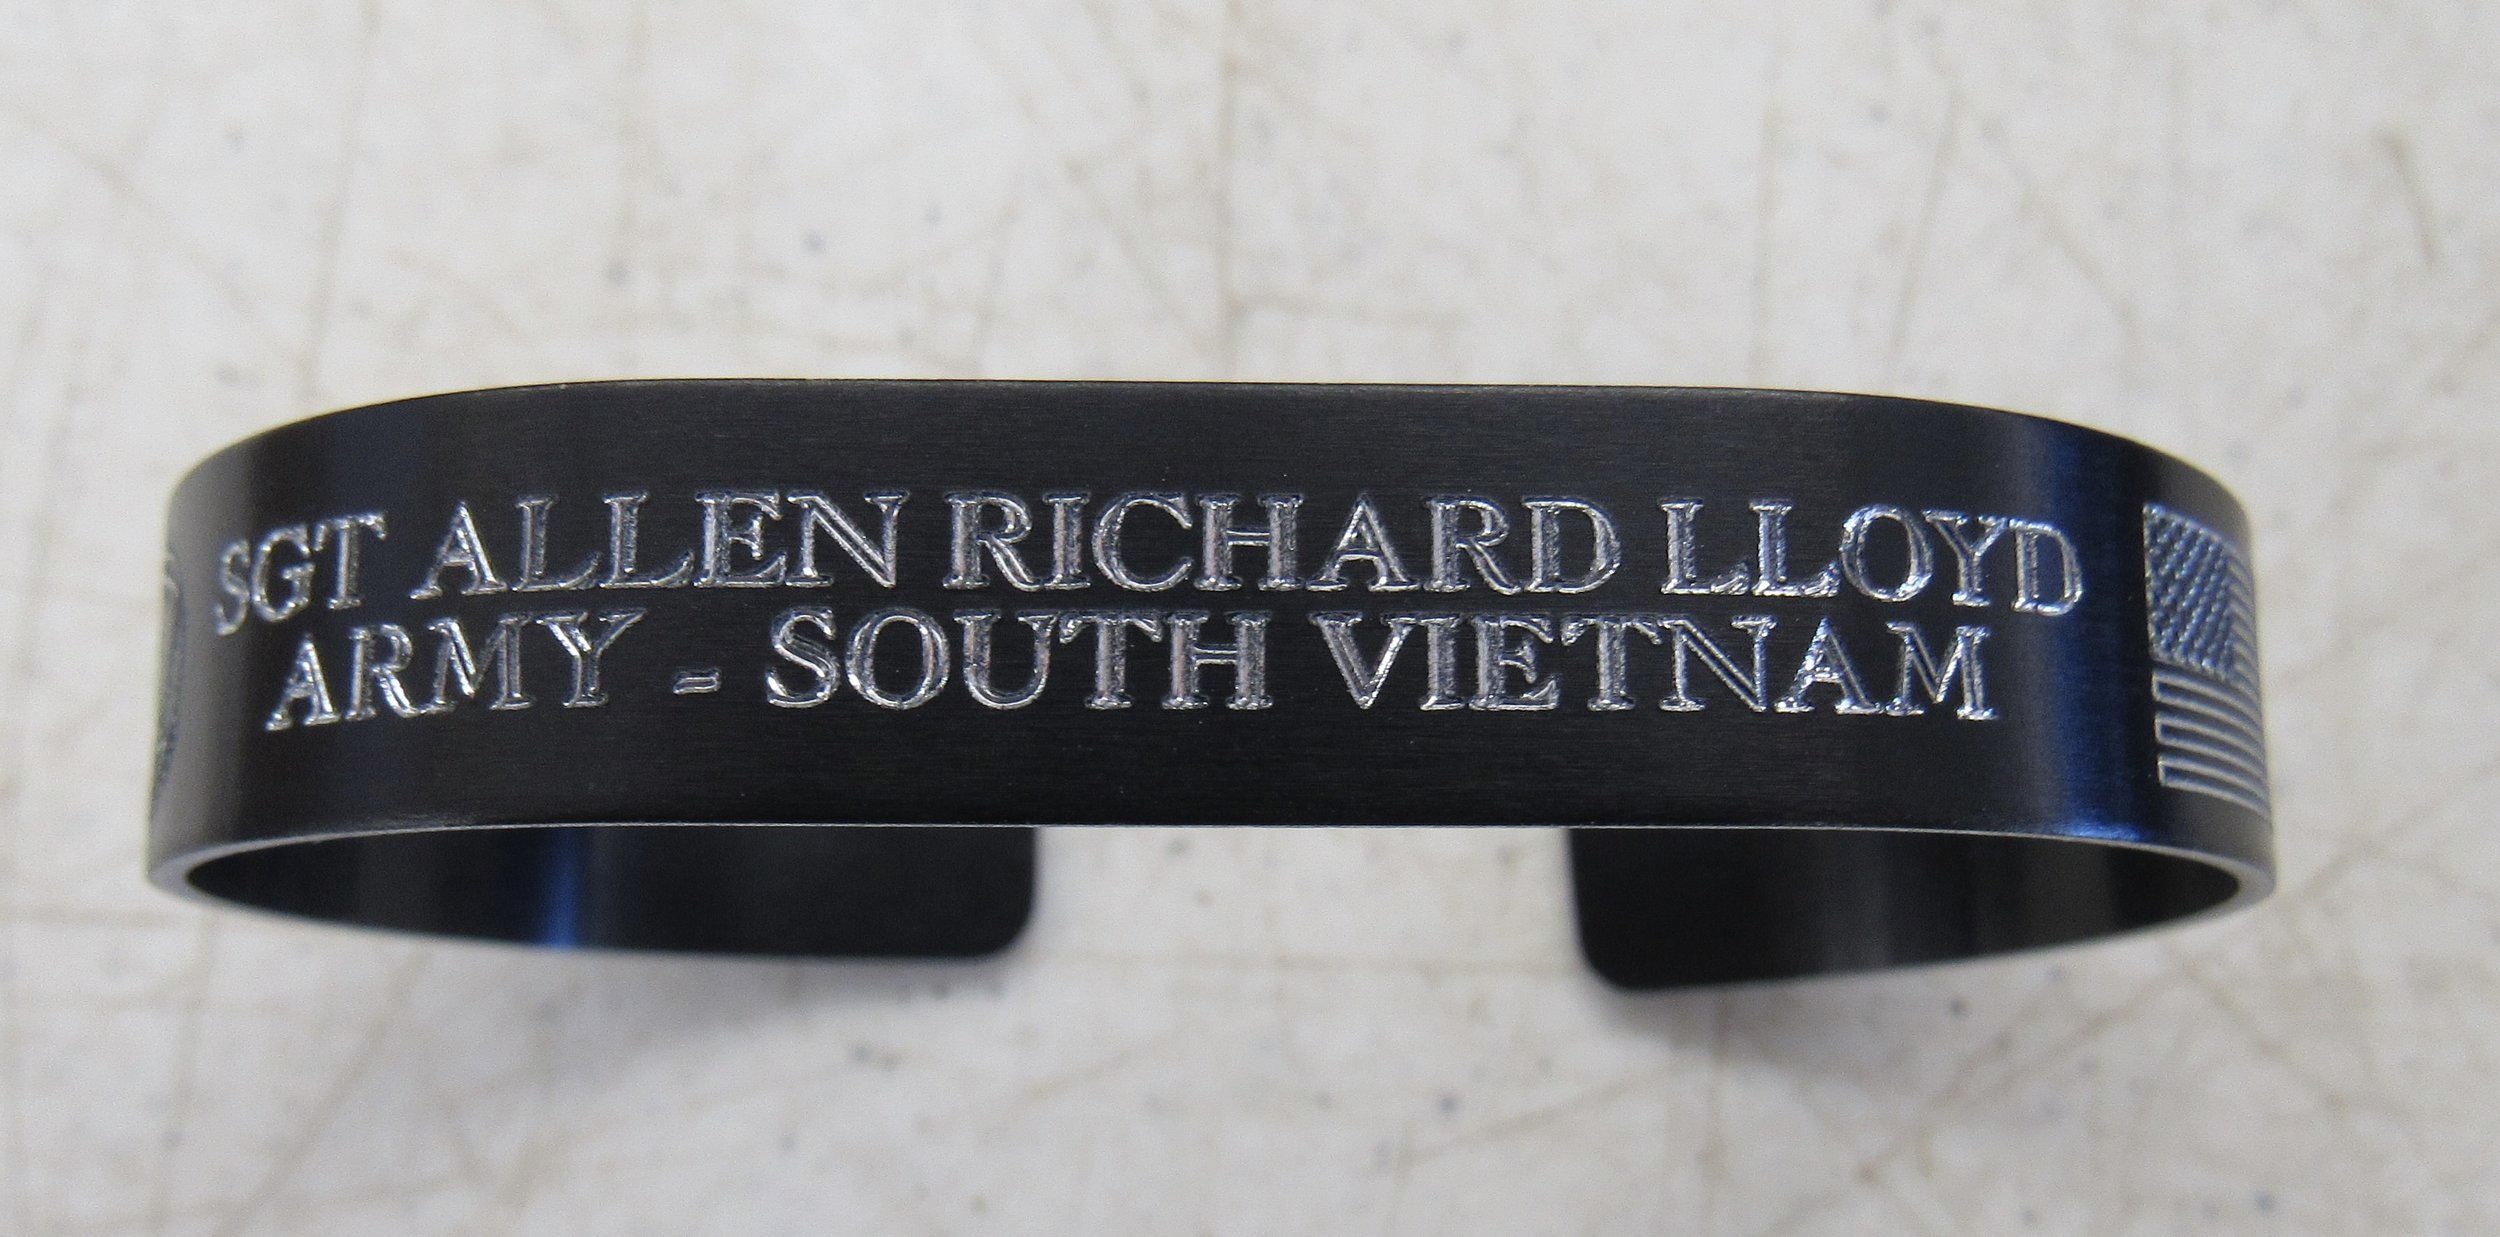 SGT ALLEN RICHARD LLOYD
ARMY - SOUTH VIETNAM